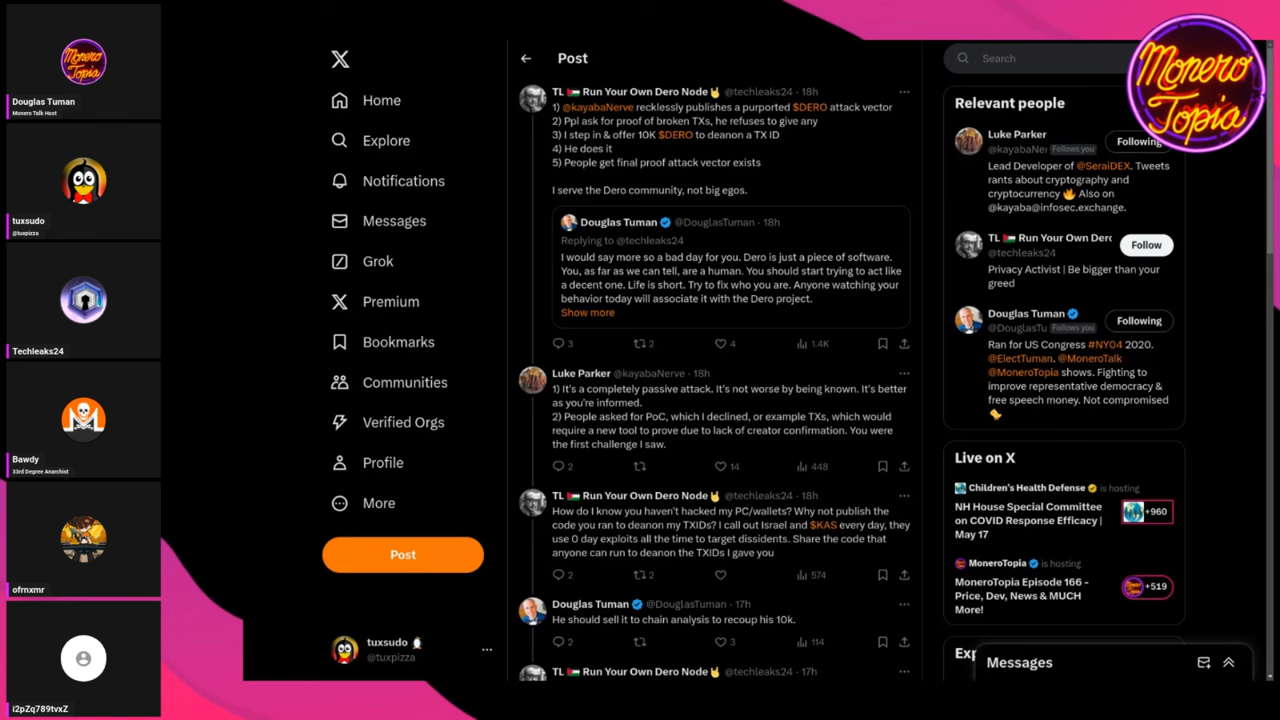 Monero
Topia
Douglas Tuman
Monero Talk Host
tuxsudo
@tuxpizza
Techleaks24
Bawdy
33rd Degree Anarchist
ofrnxmr
i2pZq789tvxZ
Home
Explore
Notifications
Messages
Grok
Premium
Bookmarks
Communities
Verified Orgs
Profile
More
Post
tuxsudo
@tuxpizza
Post
TL Run Your Own Dero Node @techleaks24 · 18h
1) @kayabaNerve recklessly publishes a purported $DERO attack vector
2) Ppl ask for proof of broken TXs, he refuses to give any
3) I step in & offer 10K $DERO to deanon a TX ID
4) He does it
5) People get final proof attack vector exists
I serve the Dero community, not big egos.
Douglas Tuman @DouglasTuman · 18h
Replying to @techleaks24
I would say more so a bad day for you. Dero is just a piece of software.
You, as far as we can tell, are a human. You should start trying to act like
a decent one. Life is short. Try to fix who you are. Anyone watching your
behavior today will associate it with the Dero project.
Show more
3
2
4
1.4K
Luke Parker @kayabaNerve · 18h
1) It's a completely passive attack. It's not worse by being known. It's better
as you're informed.
2) People asked for PoC, which I declined, or example TXs, which would
require a new tool to prove due to lack of creator confirmation. You were
the first challenge I saw.
2
14
448
TL Run Your Own Dero Node @techleaks24 · 18h
How do I know you haven't hacked my PC/wallets? Why not publish the
code you ran to deanon my TXIDs? I call out Israel and $KAS every day, they
use 0 day exploits all the time to target dissidents. Share the code that
anyone can run to deanon the TXIDs I gave you
2
2
574
Douglas Tuman @DouglasTuman · 17h
He should sell it to chain analysis to recoup his 10k.
2
3
114
TL Run Your Own Dero Node @techleaks24 · 17h
Search
Relevant people
Luke Parker
@kayabaNe Follows you
Following
Lead Developer of @SeraiDEX. Tweets
rants about cryptography and
cryptocurrency Also on
@kayaba@infosec.exchange.
TL Run Your Own Dero
@techleaks24
Follow
Privacy Activist | Be bigger than your
greed
Douglas Tuman
@DouglasTu Follows you
Following
Ran for US Congress #NY04 2020.
@ElectTuman. @MoneroTalk
@MoneroTopia shows. Fighting to
improve representative democracy &
free speech money. Not compromised
Live on X
Children's Health Defense is hosting
NH House Special Committee
on COVID Response Efficacy |
May 17
+960
MoneroTopia is hosting
MoneroTopia Episode 166 -
Price, Dev, News & MUCH
More!
+519
Exp
Messages
Monero
Topia